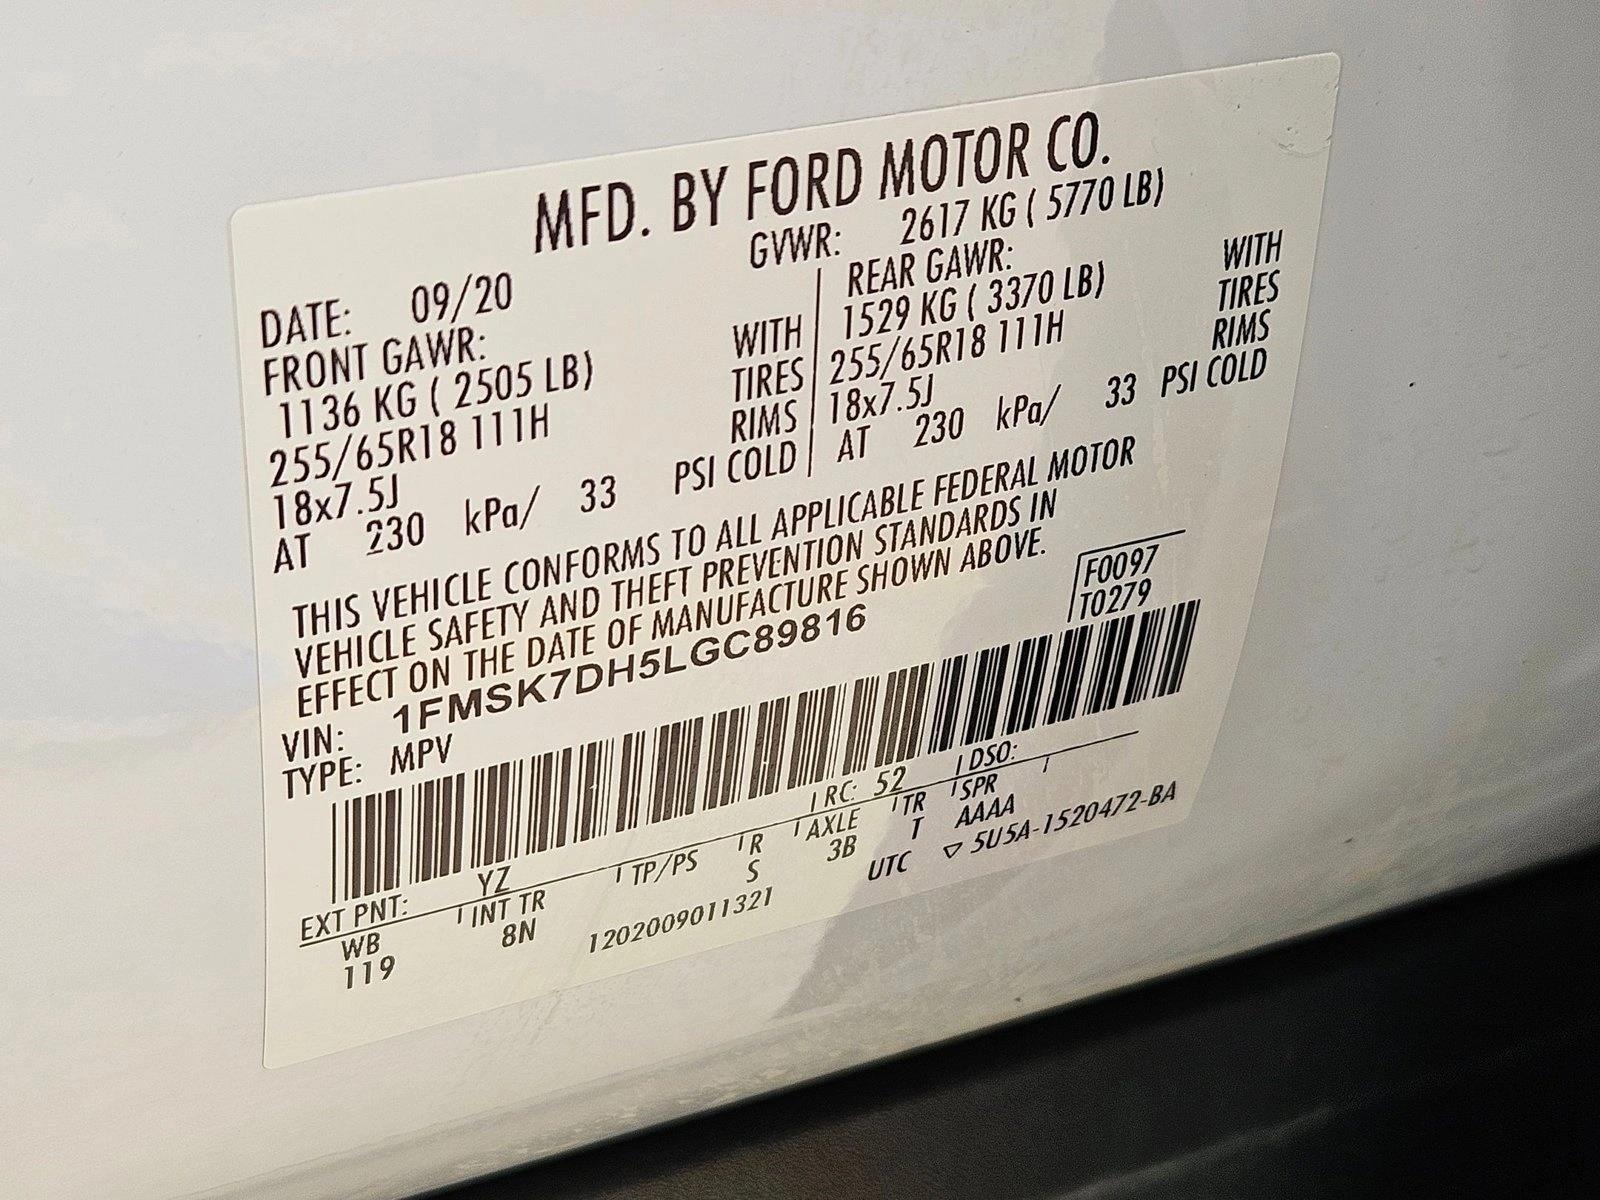 MFD. BY FORD MOTOR CO.
DATE: 09/20 GVWR: 2617 KG ( 5770 LB)
FRONT GAWR: REAR GAWR:
1136 KG ( 2505 LB) WITH 1529 KG ( 3370 LB) WITH
255/65R18 111H TIRES 255/65R18 111H TIRES
18x7.5J RIMS 18x7.5J RIMS
AT 230 kPa/ 33 PSI COLD AT 230 kPa/ 33 PSI COLD
THIS VEHICLE CONFORMS TO ALL APPLICABLE FEDERAL MOTOR
VEHICLE SAFETY AND THEFT PREVENTION STANDARDS IN
EFFECT ON THE DATE OF MANUFACTURE SHOWN ABOVE.
F0097
T0279
VIN: 1FMSK7DH5LGC89816
TYPE: MPV
EXT PNT: YZ RC: 52 DSO:
WB INT TR TP/PS R AXLE TR SPR
119 8N S 3B T AAAA
1202009011321 UTC ▽ 5U5A-1520472-BA